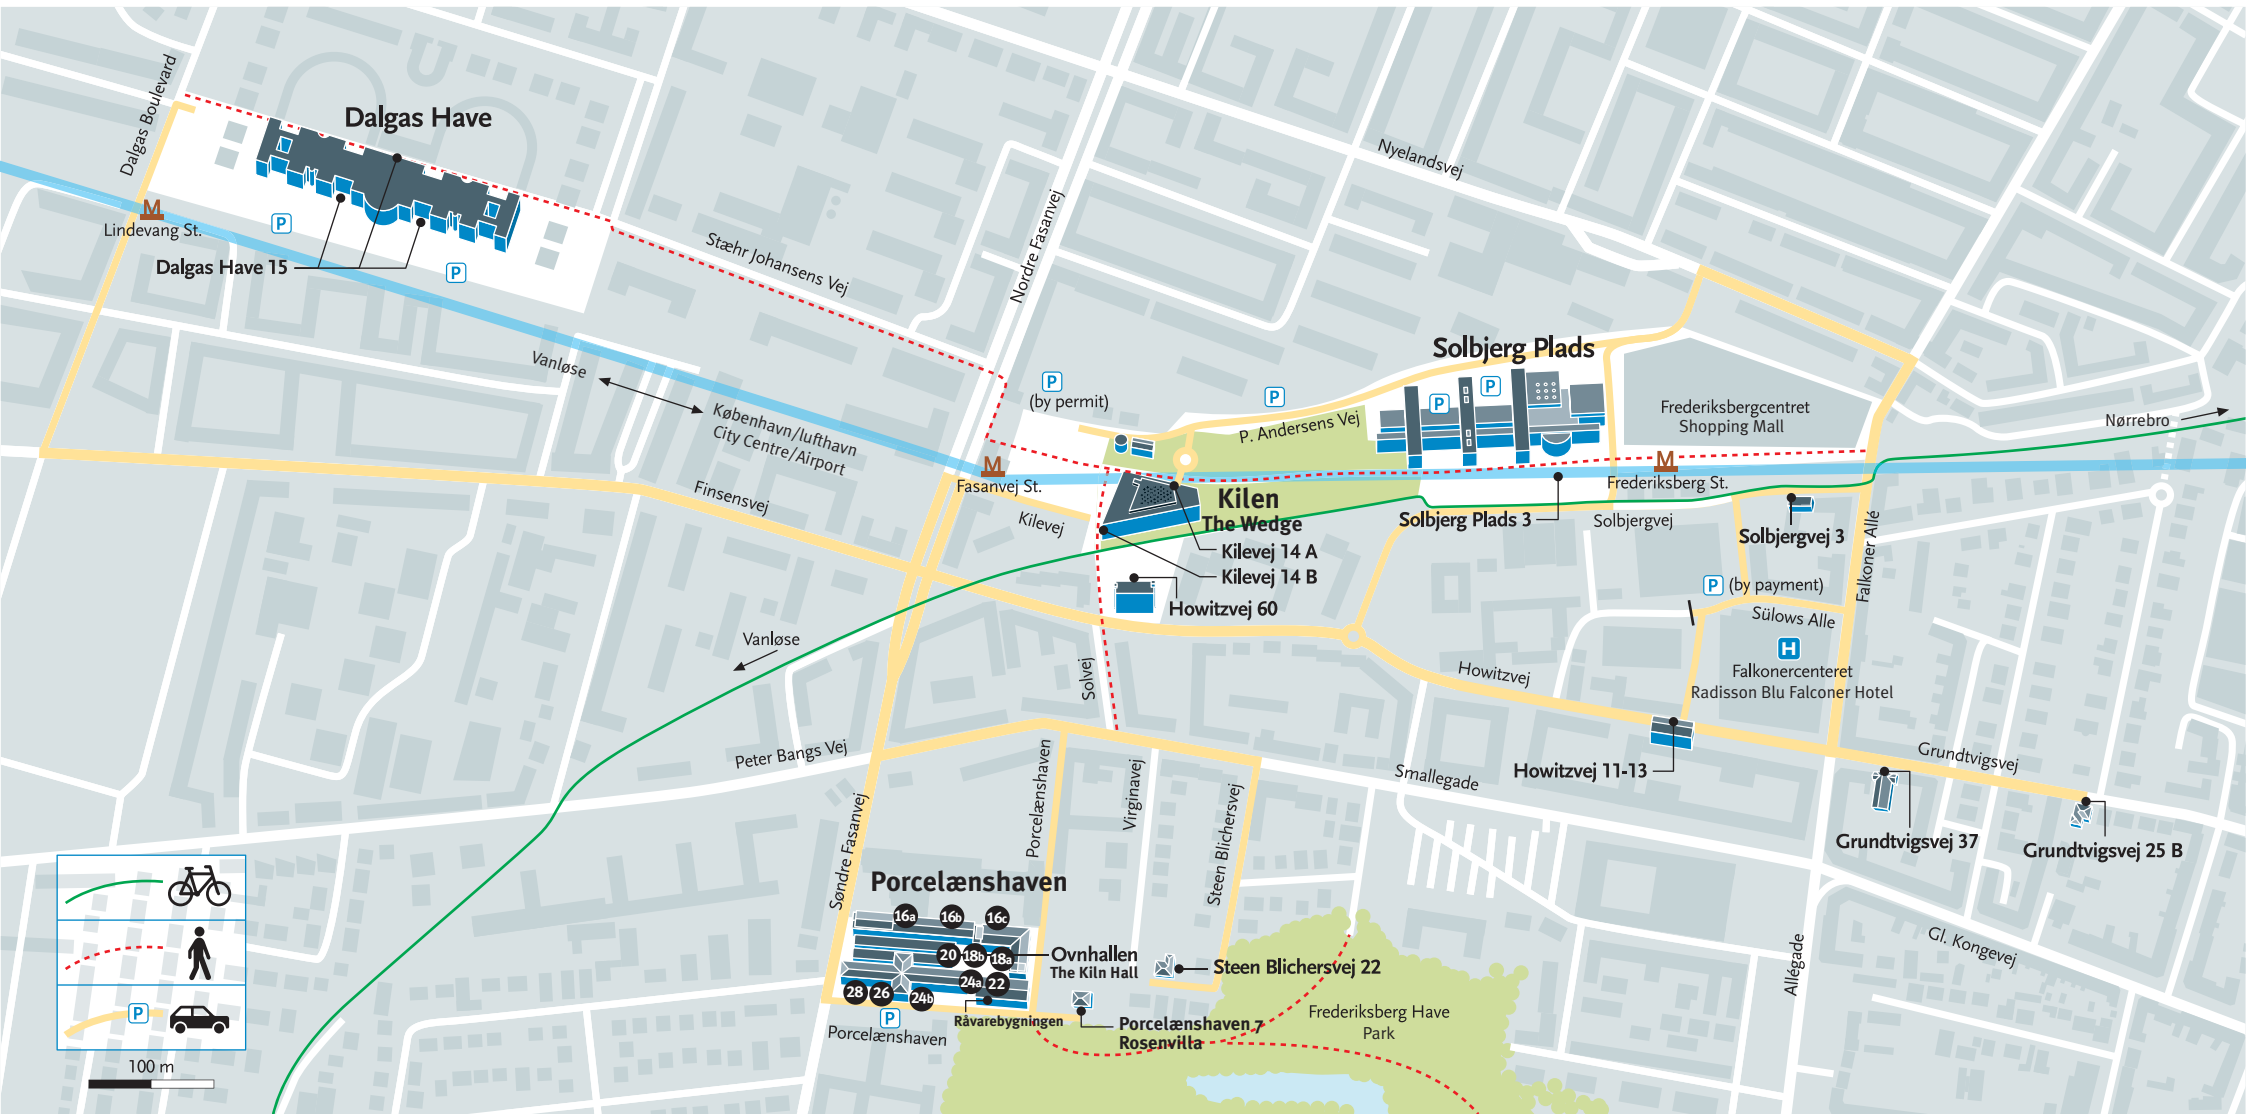 Dalgas Boulevard
Dalgas Have
M
Lindevang St.
P
Dalgas Have 15
P
Stæhr Johansens Vej
Nordre Fasanvej
Nyelandsvej
Vanløse
København/lufthavn
City Centre/Airport
P
(by permit)
P
P. Andersens Vej
Solbjerg Plads
P
P
Frederiksbergcentret
Shopping Mall
Nørrebro
M
Fasanvej St.
M
Frederiksberg St.
Finsensvej
Kilevej
Kilen
The Wedge
Kilevej 14 A
Kilevej 14 B
Howitzvej 60
Solbjerg Plads 3
Solbjergvej
Solbjergvej 3
Falkoner Allé
P (by payment)
Sülows Alle
H
Falkonercenteret
Radisson Blu Falconer Hotel
Vanløse
Solvej
Howitzvej
Peter Bangs Vej
Smallegade
Howitzvej 11-13
Grundtvigsvej
Grundtvigsvej 37
Grundtvigsvej 25 B
Søndre Fasanvej
Porcelænshaven
Virginavej
Steen Blichersvej
Porcelænshaven
16a
16b
16c
20
18b
18a
Ovnhallen
The Kiln Hall
24a
22
28
26
24b
P
Råvarebygningen
Porcelænshaven
Steen Blichersvej 22
Porcelænshaven 7
Rosenvilla
Frederiksberg Have
Park
Allégade
Gl. Kongevej
P
100 m